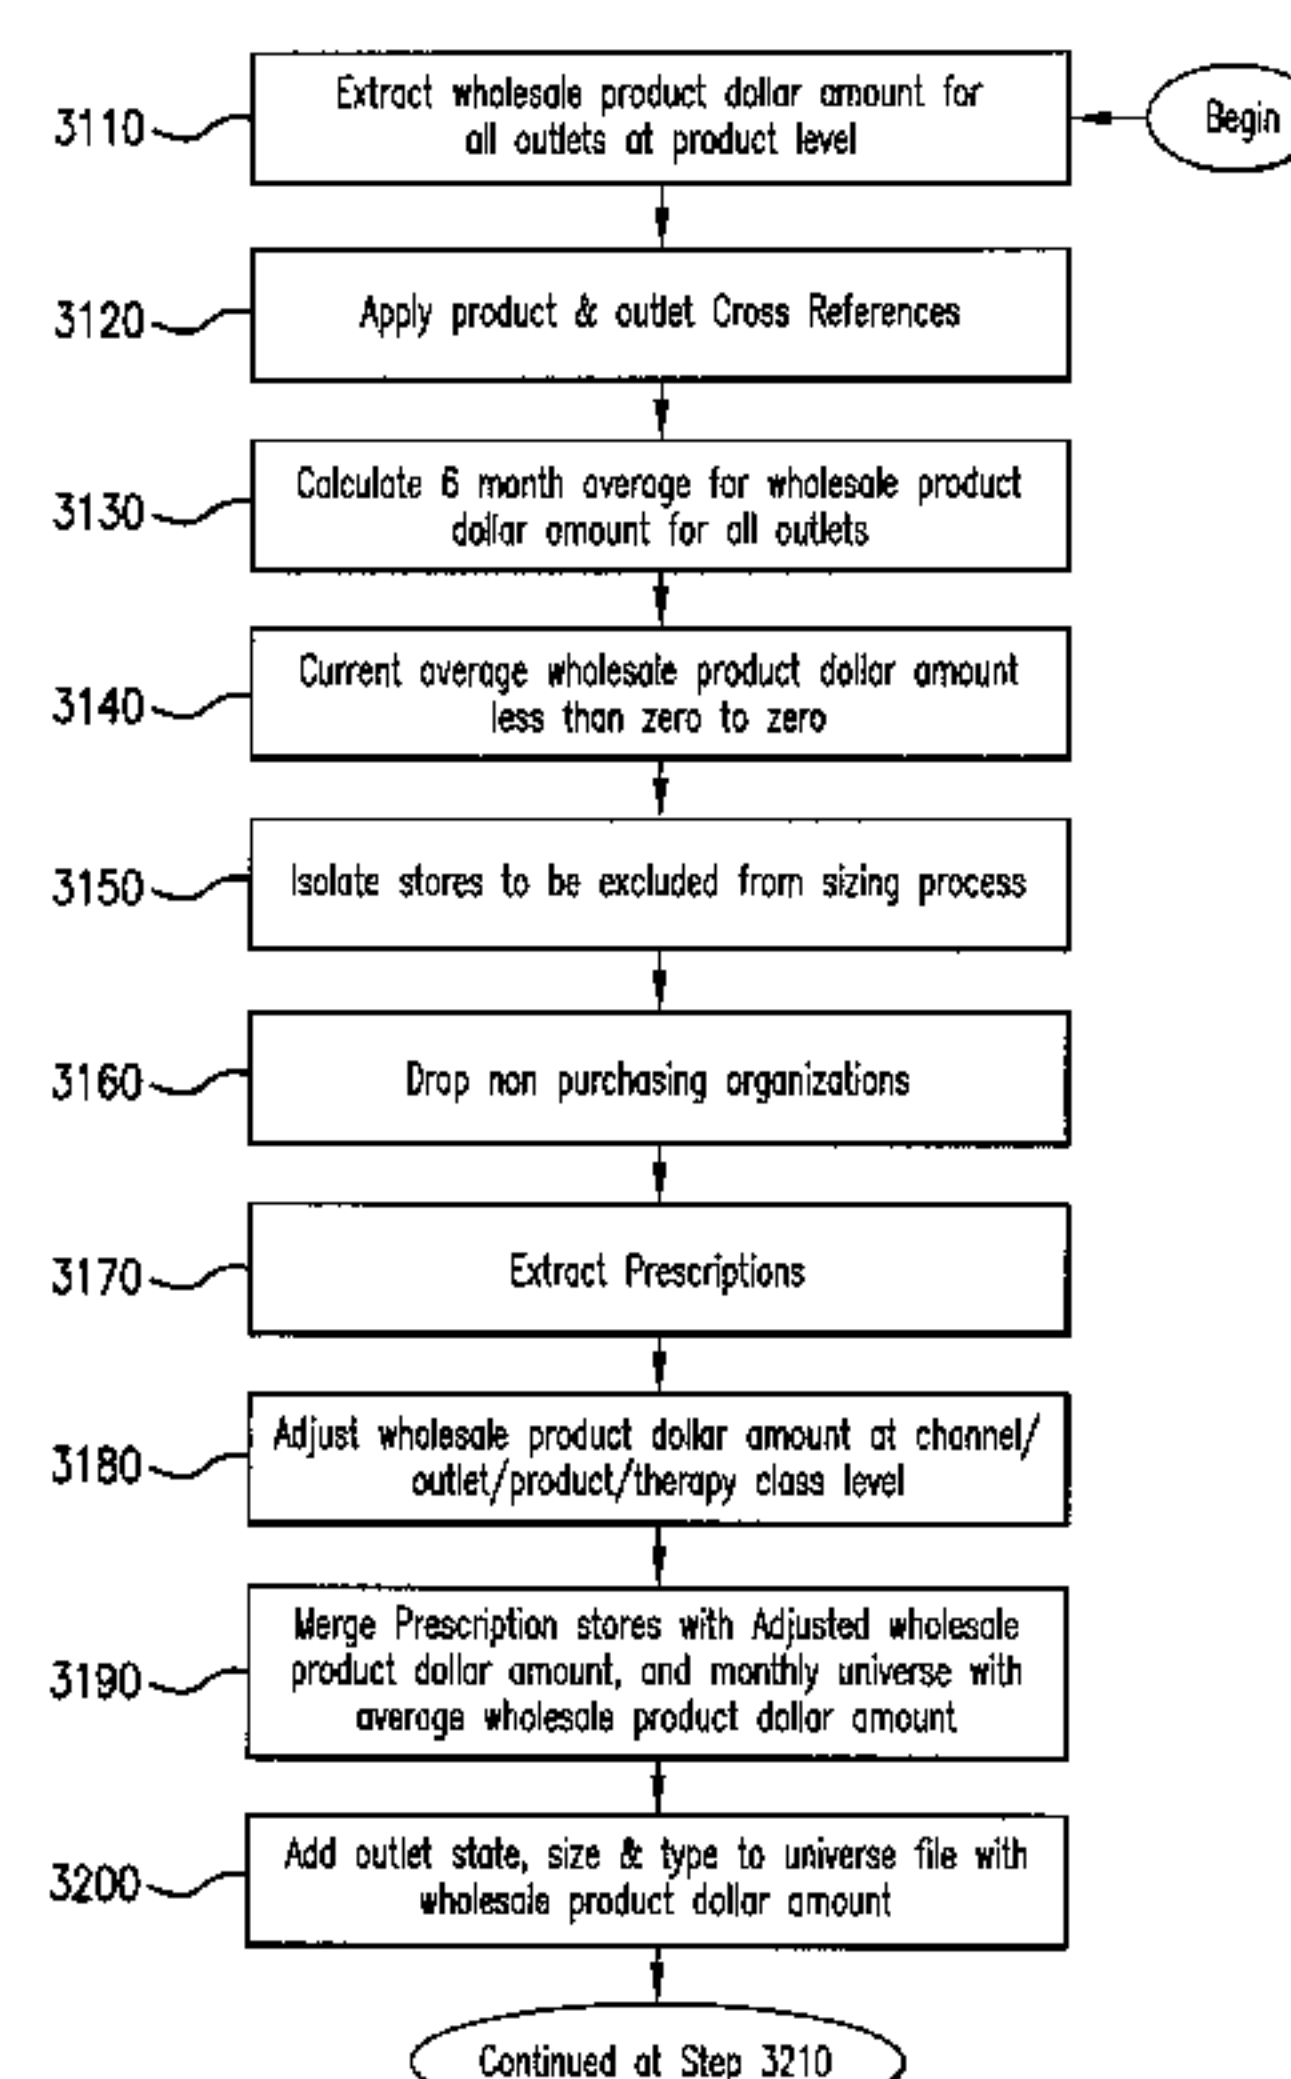 Begin
3110
Extract wholesale product dollar amount for
all outlets at product level
3120
Apply product & outlet Cross References
3130
Calculate 6 month average for wholesale product
dollar amount for all outlets
3140
Current average wholesale product dollar amount
less than zero to zero
3150
Isolate stores to be excluded from sizing process
3160
Drop non purchasing organizations
3170
Extract Prescriptions
3180
Adjust wholesale product dollar amount at channel/
outlet/product/therapy class level
3190
Merge Prescription stores with Adjusted wholesale
product dollar amount, and monthly universe with
average wholesale product dollar amount
3200
Add outlet state, size & type to universe file with
wholesale product dollar amount
Continued at Step 3210